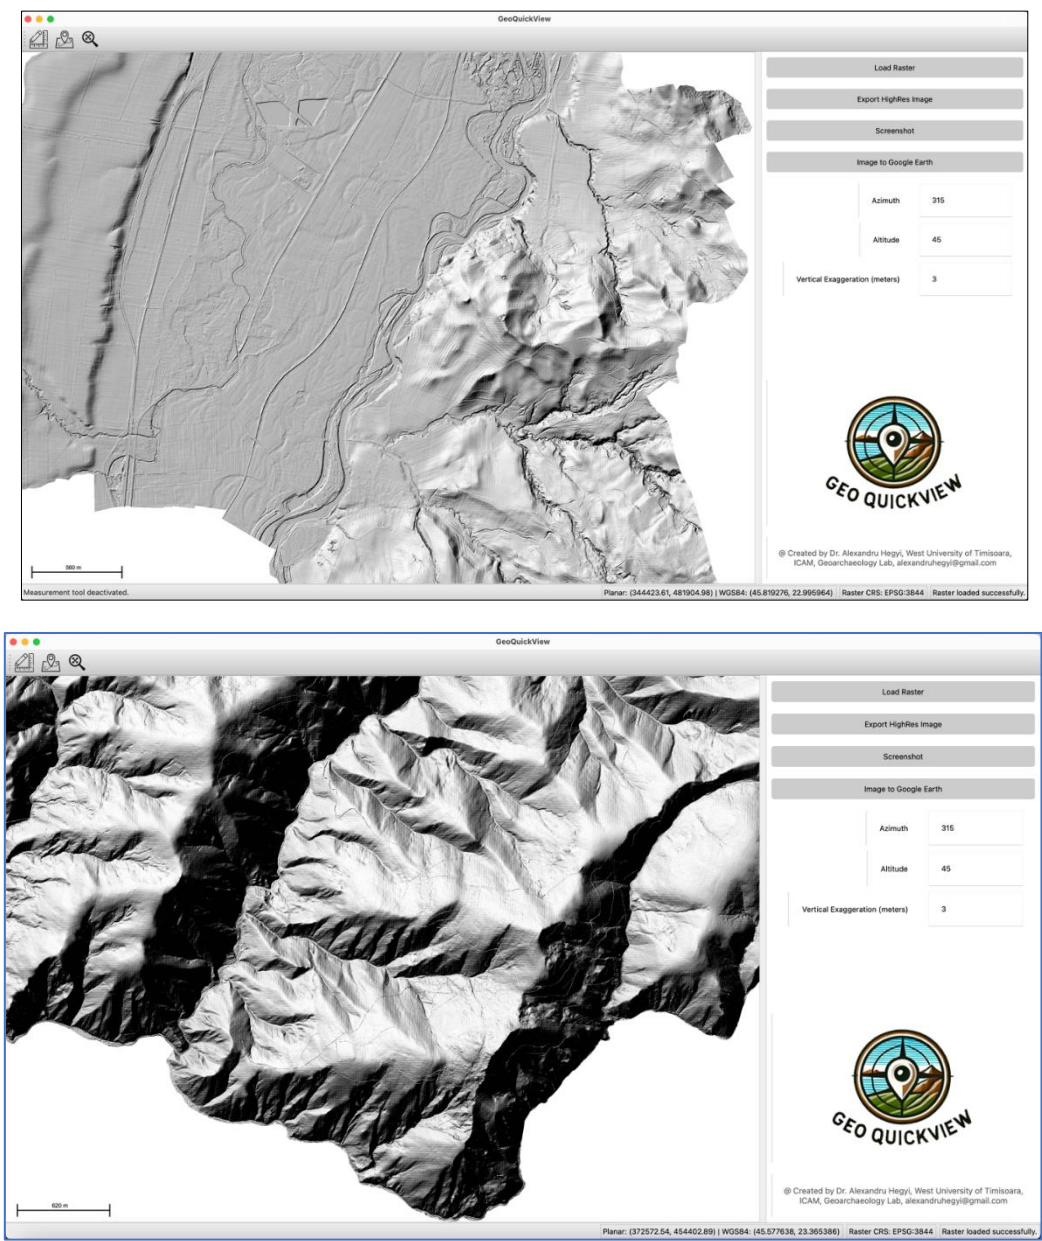 GeoQuickView
Load Raster
Export HighRes Image
Screenshot
Image to Google Earth
Azimuth 315
Altitude 45
Vertical Exaggeration (meters) 3
GEO QUICKVIEW
@ Created by Dr. Alexandru Hegyi, West University of Timisoara,
ICAM, Geoarchaeology Lab, alexandruhegyi@gmail.com
560 m
Measurement tool deactivated. Planar: (344423.61, 481904.98) | WGS84: (45.819276, 22.995964) Raster CRS: EPSG:3844 Raster loaded successfully.
GeoQuickView
Load Raster
Export HighRes Image
Screenshot
Image to Google Earth
Azimuth 315
Altitude 45
Vertical Exaggeration (meters) 3
GEO QUICKVIEW
@ Created by Dr. Alexandru Hegyi, West University of Timisoara,
ICAM, Geoarchaeology Lab, alexandruhegyi@gmail.com
620 m
Planar: (372572.54, 454402.89) | WGS84: (45.577638, 23.365386) Raster CRS: EPSG:3844 Raster loaded successfully.